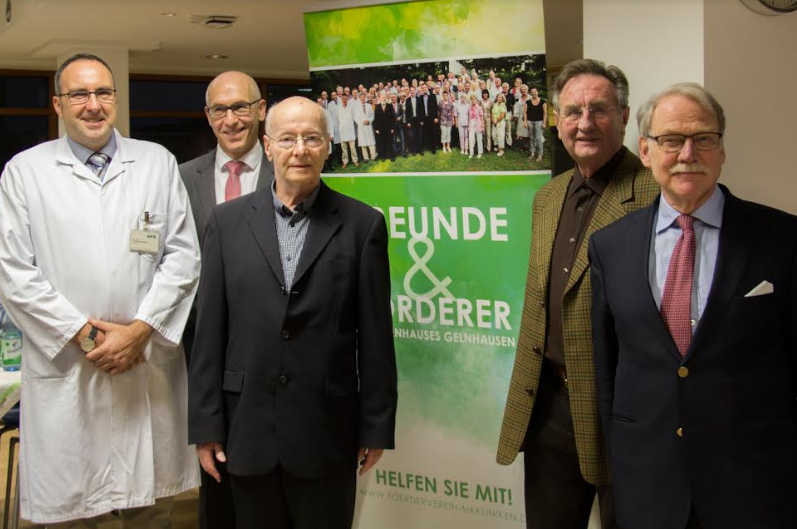 EUNDE
&
ORDERER
ENHAUSES GELNHAUSEN
HELFEN SIE MIT!